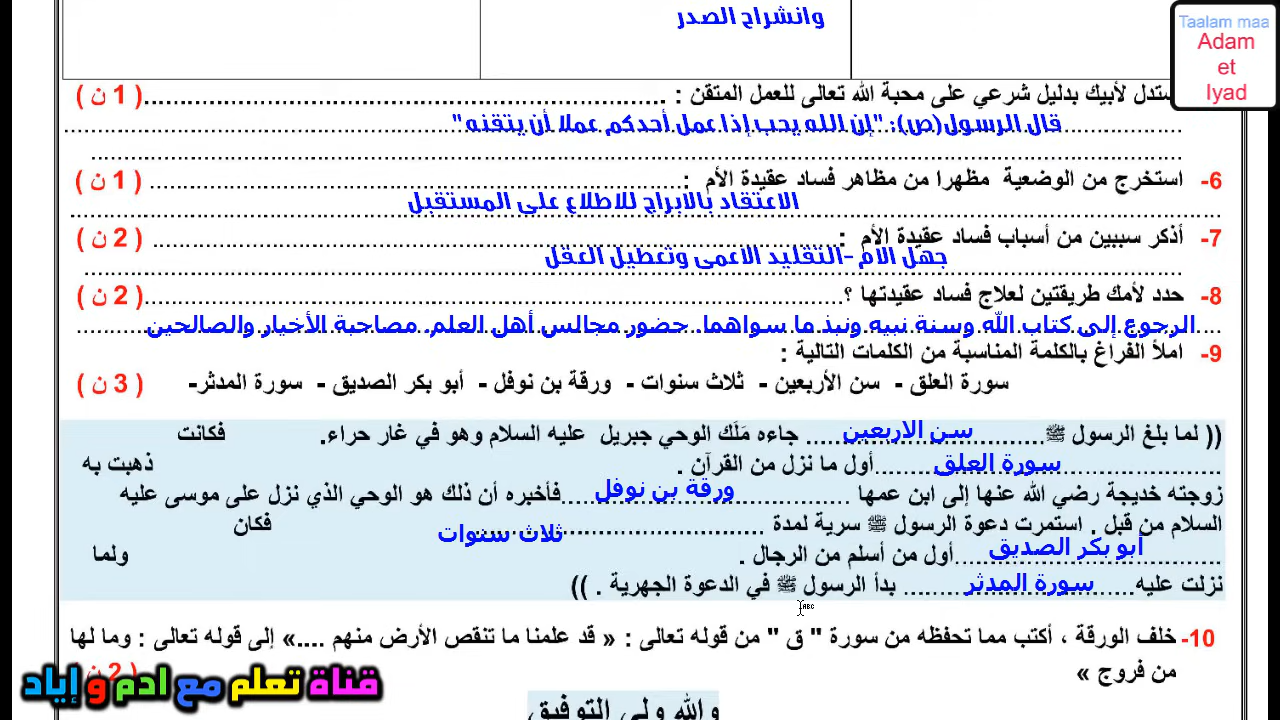 وانشراح الصدر
Taalam maa
Adam
et
Iyad
ستدل لأبيك بدليل شرعي على محبة الله تعالى للعمل المتقن : ( 1 ن )
قال الرسول(ص): "إن الله يحب إذا عمل أحدكم عملا أن يتقنه"
6- استخرج من الوضعية مظهرا من مظاهر فساد عقيدة الأم : ( 1 ن )
الاعتقاد بالابراج للاطلاع على المستقبل
7- أذكر سببين من أسباب فساد عقيدة الأم : ( 2 ن )
جهل الام -التقليد الاعمى وتعطيل العقل
8- حدد لأمك طريقتين لعلاج فساد عقيدتها ؟ ( 2 ن )
الرجوع إلى كتاب الله وسنة نبيه ونبذ ما سواهما. حضور مجالس أهل العلم. مصاحبة الأخيار والصالحين
9- املأ الفراغ بالكلمة المناسبة من الكلمات التالية :
سورة العلق - سن الأربعين - ثلاث سنوات - ورقة بن نوفل - أبو بكر الصديق - سورة المدثر- ( 3 ن )
(( لما بلغ الرسول ﷺ سن الاربعين جاءه مَلَك الوحي جبريل عليه السلام وهو في غار حراء. فكانت
سورة العلق أول ما نزل من القرآن . ذهبت به
زوجته خديجة رضي الله عنها إلى ابن عمها ورقة بن نوفل فأخبره أن ذلك هو الوحي الذي نزل على موسى عليه
السلام من قبل . استمرت دعوة الرسول ﷺ سرية لمدة ثلاث سنوات. فكان
أبو بكر الصديق أول من أسلم من الرجال . ولما
نزلت عليه سورة المدثر بدأ الرسول ﷺ في الدعوة الجهرية . ))
ABC
10- خلف الورقة ، أكتب مما تحفظه من سورة " ق " من قوله تعالى : « قد علمنا ما تنقص الأرض منهم ....» إلى قوله تعالى : وما لها
من فروج » ( 2 ن )
قناة تعلم مع ادم و إياد
والله ولي التوفيق